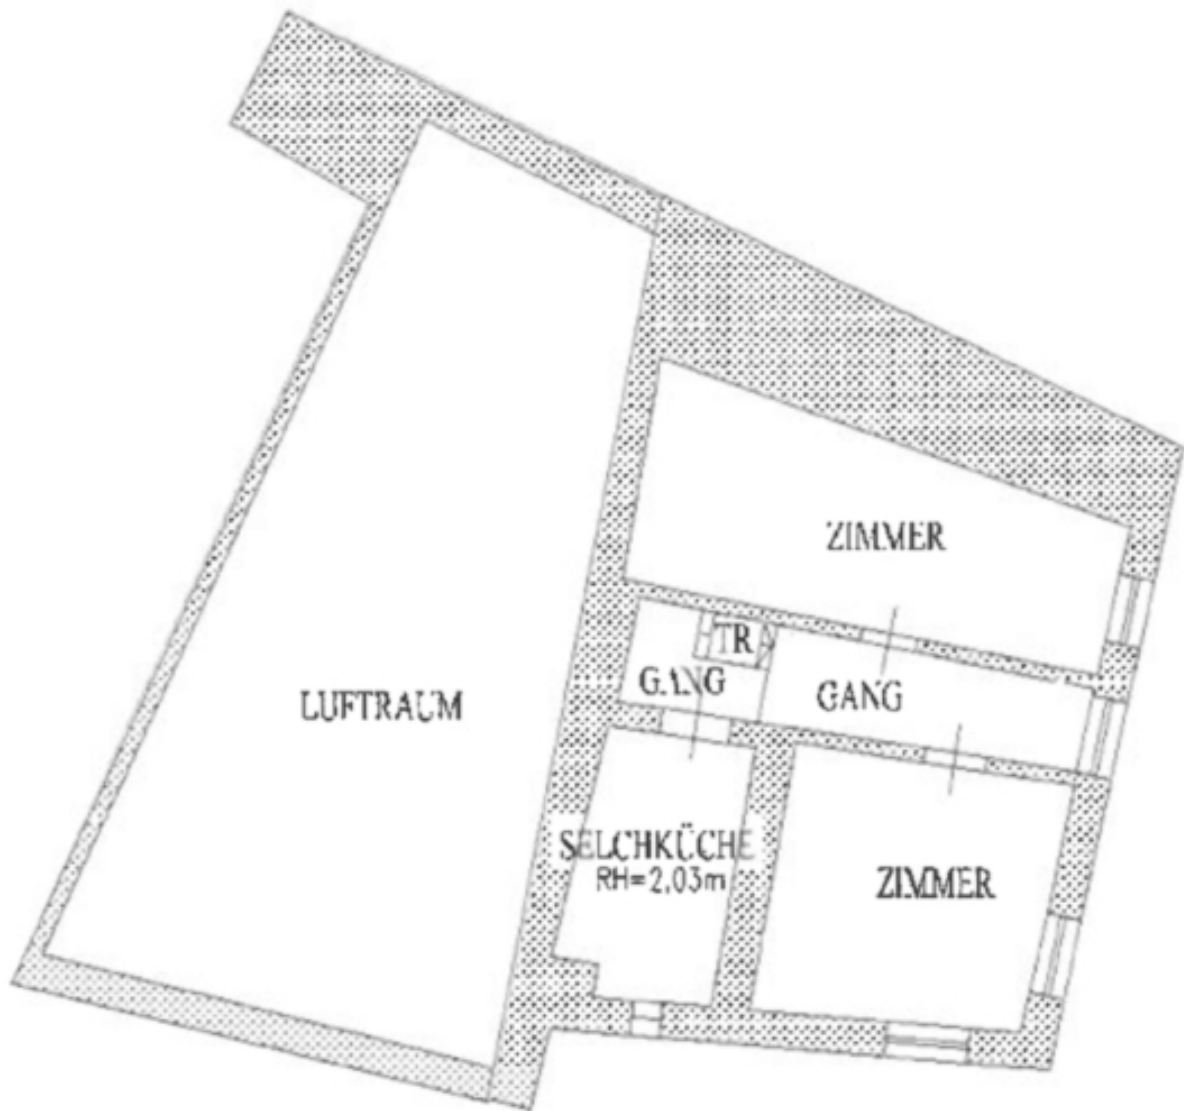 ZIMMER
TR
GANG
GANG
LUFTRAUM
SELCHKÜCHE
RH=2,03m
ZIMMER